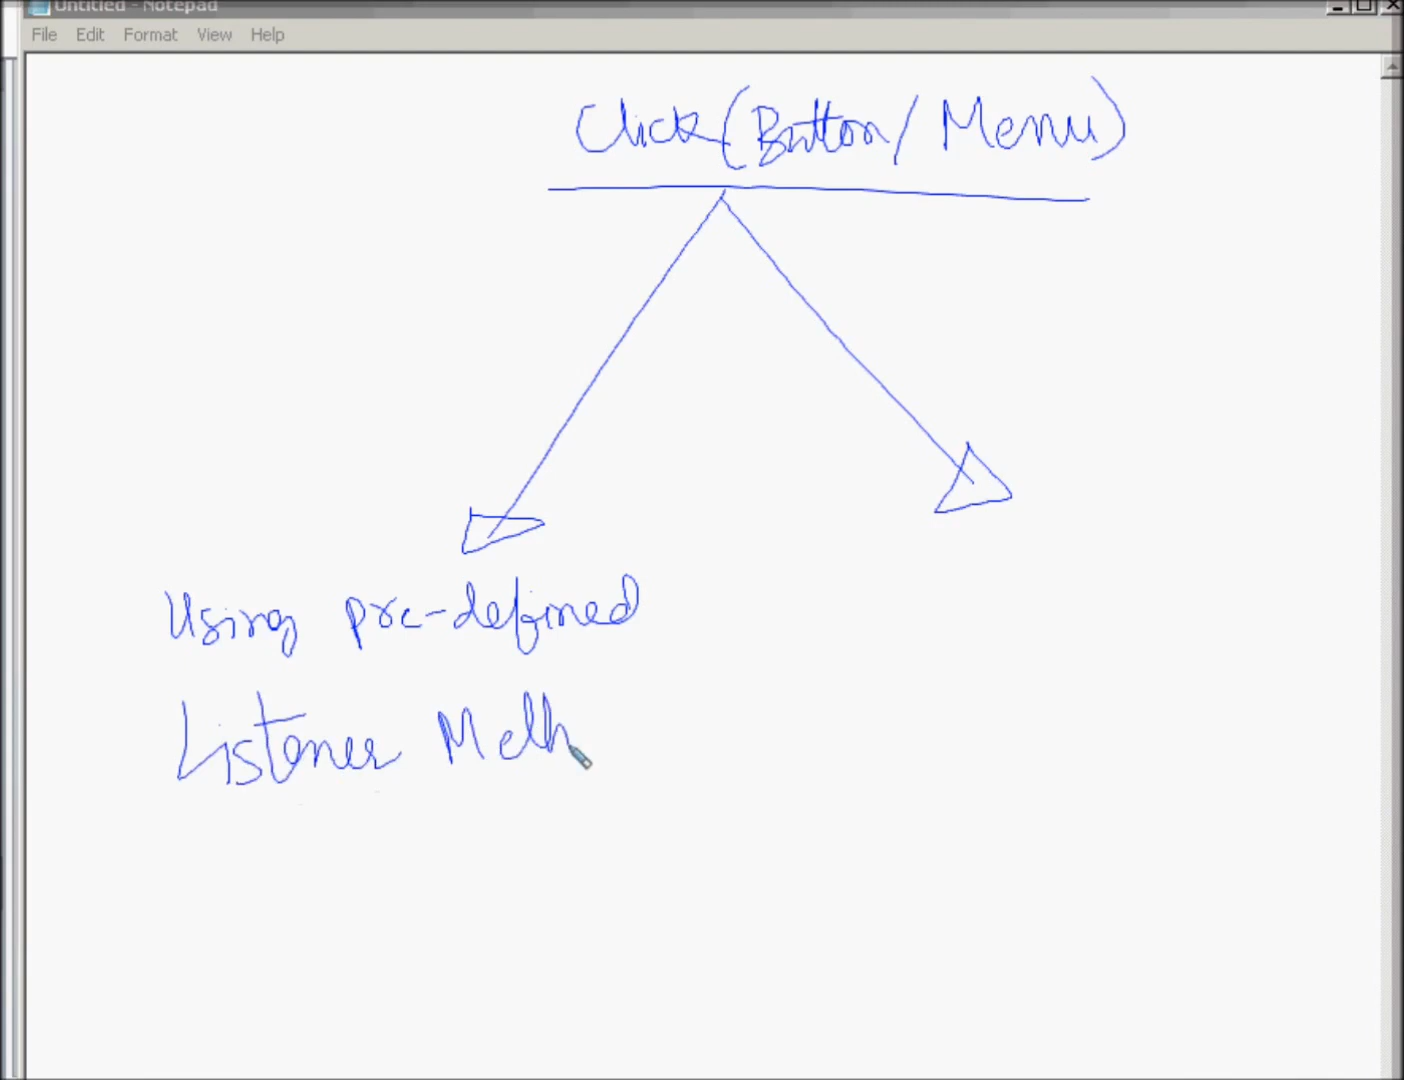 Untitled - Notepad
File Edit Format View Help
Click (Button / Menu)
Using pre-defined
Listener Meth